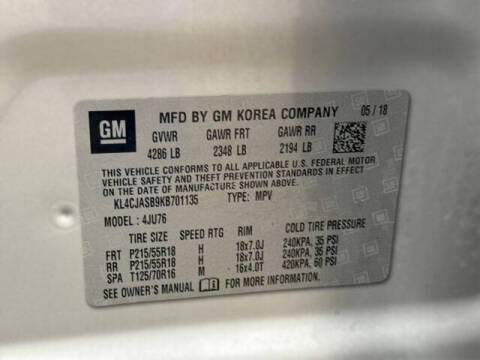 GM MFD BY GM KOREA COMPANY 05 / 18
GVWR GAWR FRT GAWR RR
4286 LB 2348 LB 2194 LB
THIS VEHICLE CONFORMS TO ALL APPLICABLE U.S. FEDERAL MOTOR
VEHICLE SAFETY AND THEFT PREVENTION STANDARDS IN EFFECT
ON THE DATE OF MANUFACTURE SHOWN ABOVE.
KL4CJASB9KB701135 TYPE: MPV
MODEL: 4JU76
TIRE SIZE SPEED RTG RIM COLD TIRE PRESSURE
FRT P215/55R18 H 18x7.0J 240KPA, 35 PSI
RR P215/55R18 H 18x7.0J 240KPA, 35 PSI
SPA T125/70R16 M 16x4.0T 420KPA, 60 PSI
SEE OWNER'S MANUAL FOR MORE INFORMATION.